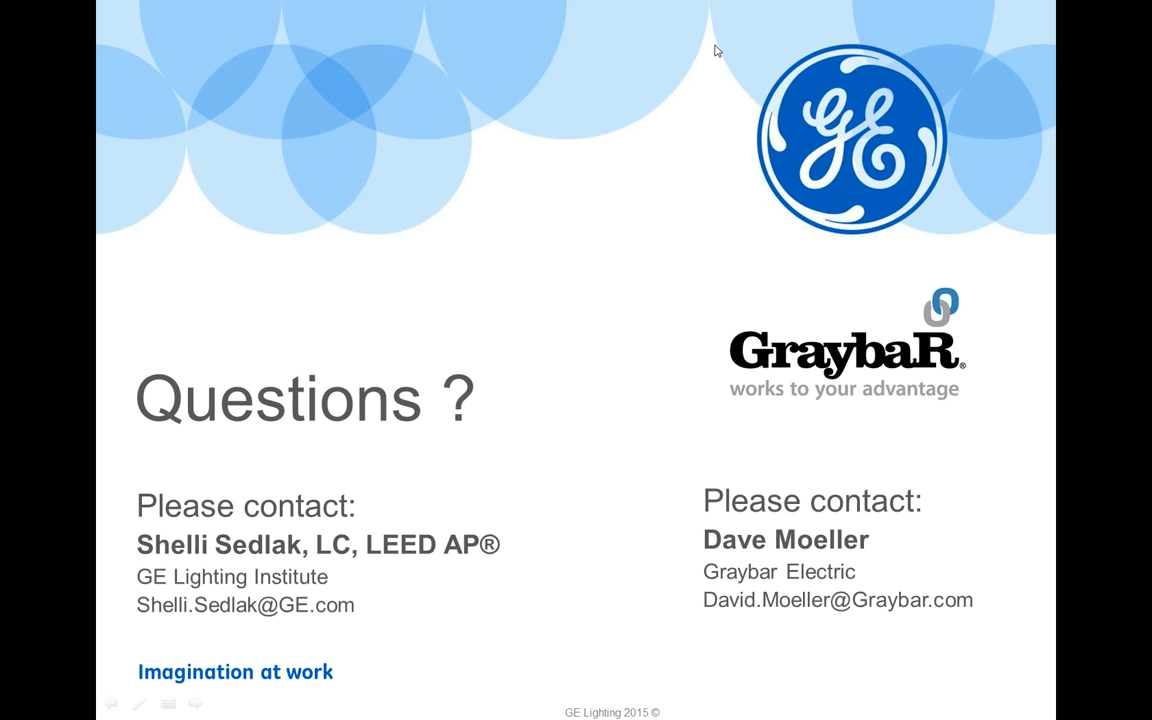 GE
GraybaR®
works to your advantage
Questions ?
Please contact:
Shelli Sedlak, LC, LEED AP®
GE Lighting Institute
Shelli.Sedlak@GE.com
Please contact:
Dave Moeller
Graybar Electric
David.Moeller@Graybar.com
Imagination at work
GE Lighting 2015 ©